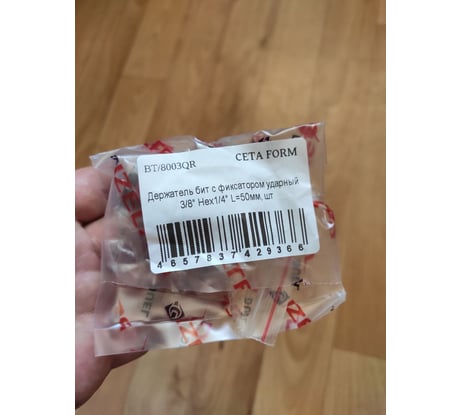 BT/8003QR CETA FORM
Держатель бит с фиксатором ударный
3/8" Hex1/4" L=50мм, шт
4657837429366